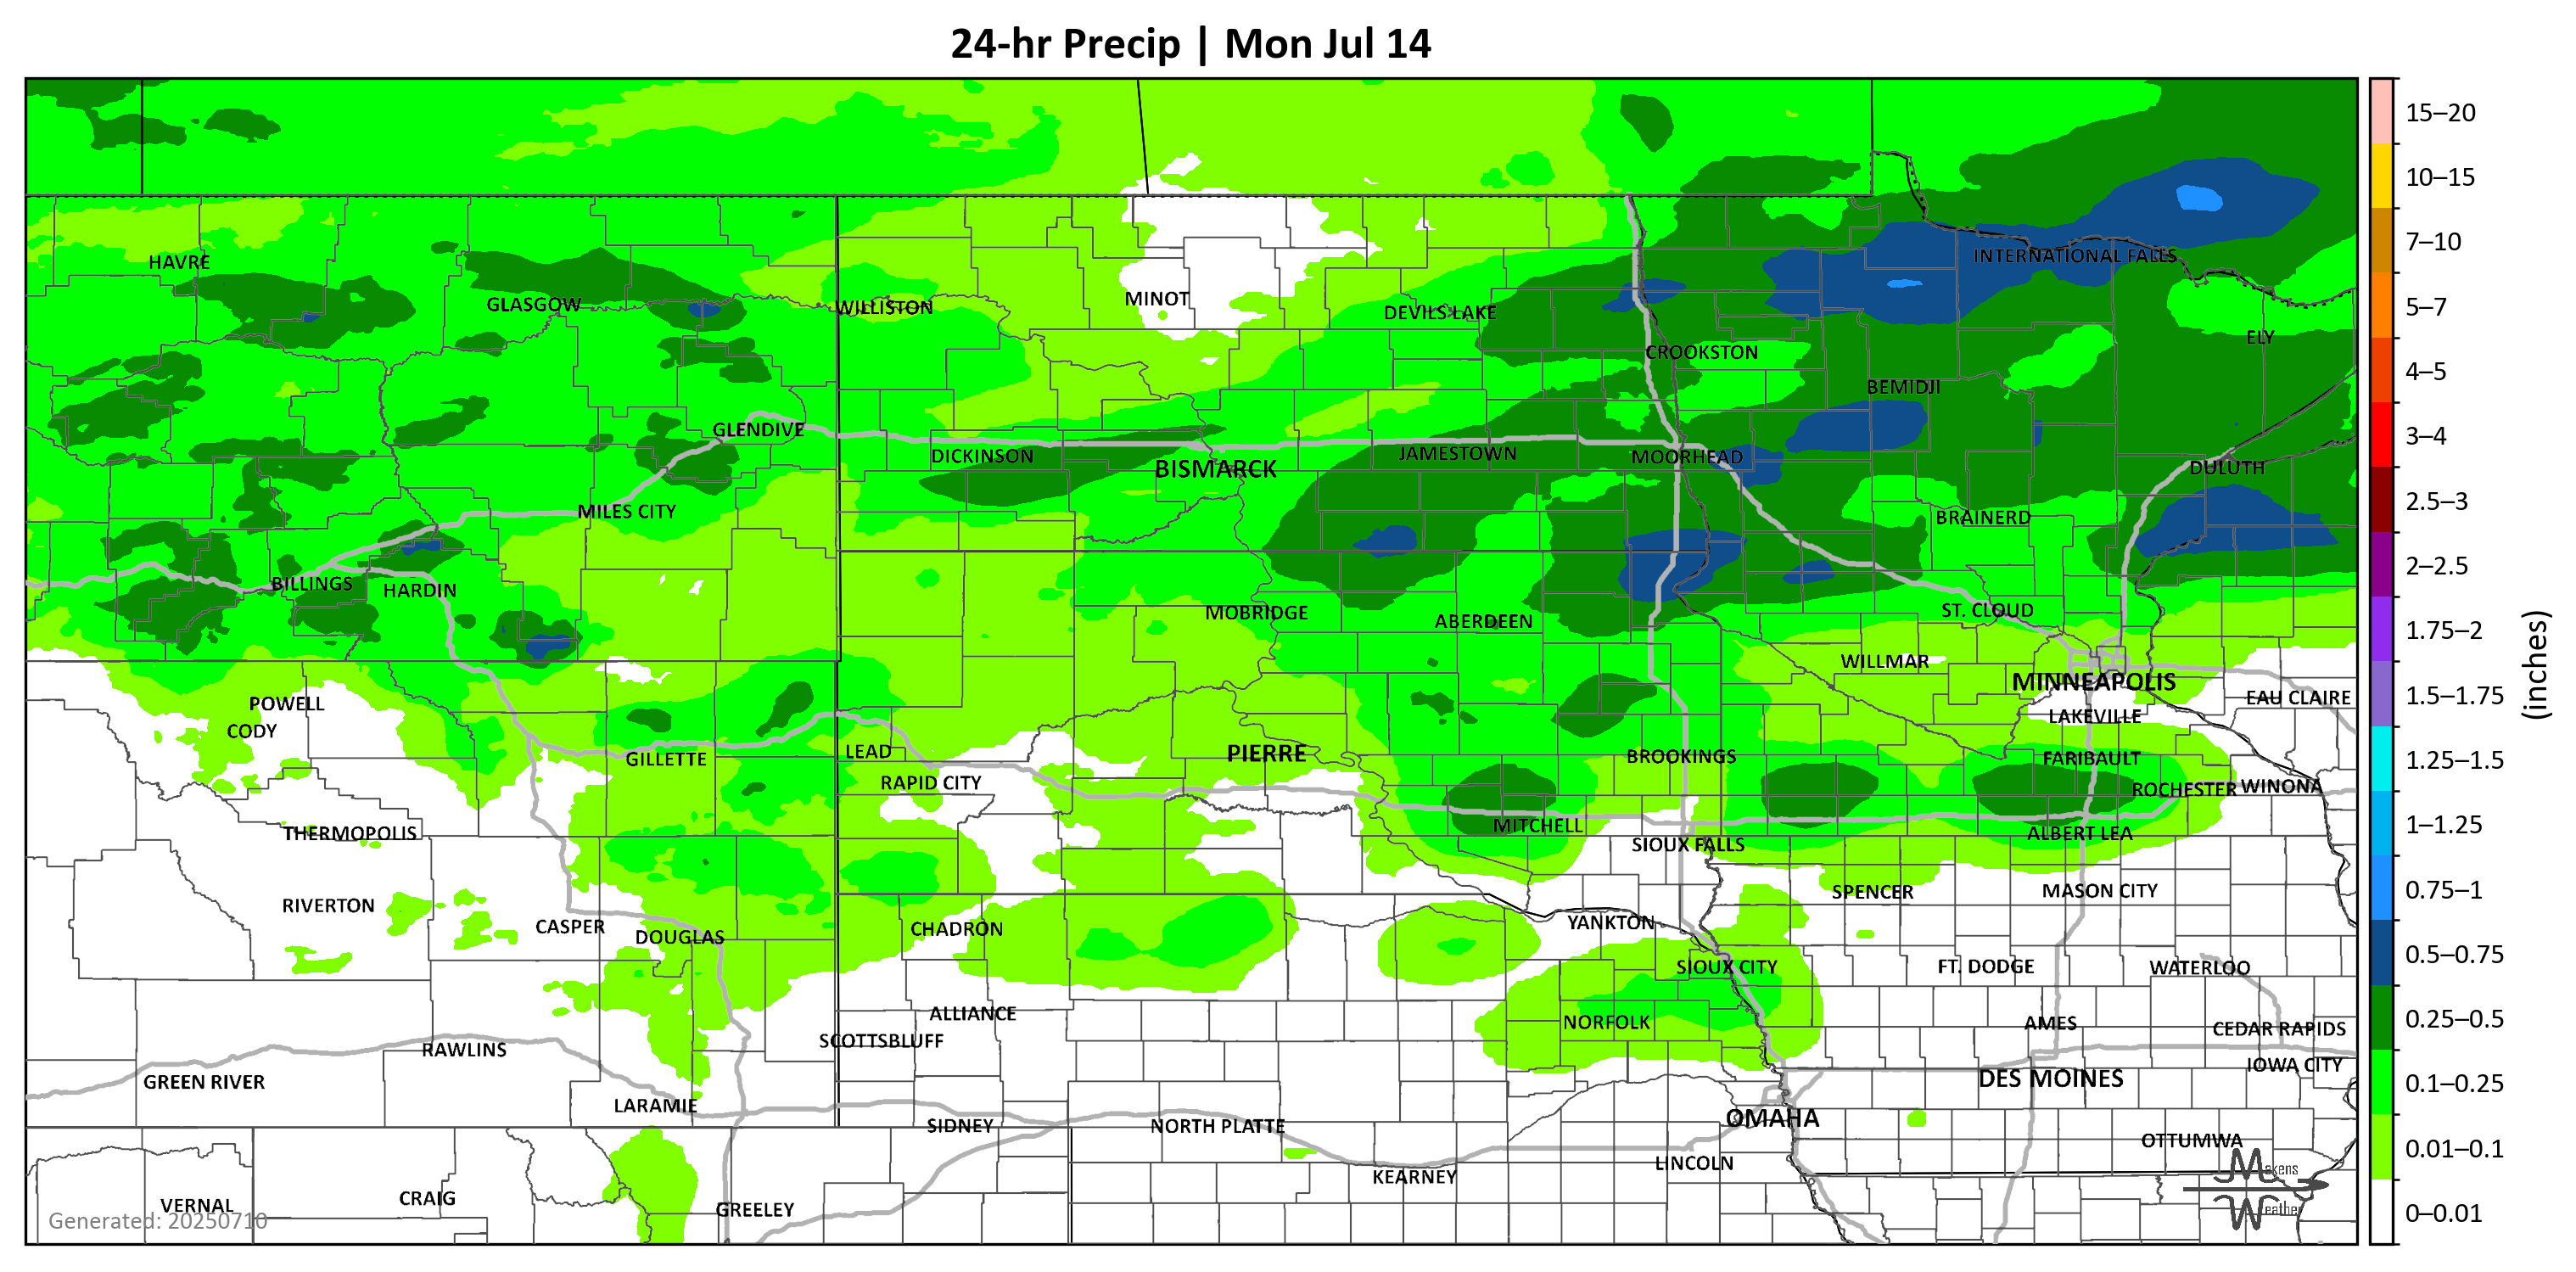 24-hr Precip | Mon Jul 14
15–20
10–15
7–10
5–7
4–5
3–4
2.5–3
2–2.5
1.75–2
1.5–1.75
1.25–1.5
1–1.25
0.75–1
0.5–0.75
0.25–0.5
0.1–0.25
0.01–0.1
0–0.01
(inches)
HAVRE
GLASGOW
WILLISTON
MINOT
DEVILS LAKE
INTERNATIONAL FALLS
ELY
CROOKSTON
BEMIDJI
GLENDIVE
DICKINSON
BISMARCK
JAMESTOWN
MOORHEAD
DULUTH
MILES CITY
BRAINERD
BILLINGS
HARDIN
MOBRIDGE
ABERDEEN
ST. CLOUD
WILLMAR
MINNEAPOLIS
EAU CLAIRE
POWELL
CODY
LAKEVILLE
GILLETTE
LEAD
RAPID CITY
PIERRE
BROOKINGS
FARIBAULT
ROCHESTER
WINONA
THERMOPOLIS
MITCHELL
SIOUX FALLS
ALBERT LEA
RIVERTON
CASPER
DOUGLAS
CHADRON
YANKTON
SPENCER
MASON CITY
SIOUX CITY
FT. DODGE
WATERLOO
ALLIANCE
SCOTTSBLUFF
NORFOLK
AMES
CEDAR RAPIDS
RAWLINS
GREEN RIVER
DES MOINES
IOWA CITY
LARAMIE
SIDNEY
NORTH PLATTE
OMAHA
OTTUMWA
LINCOLN
KEARNEY
VERNAL
CRAIG
GREELEY
Generated: 20250710
Makens
Weather